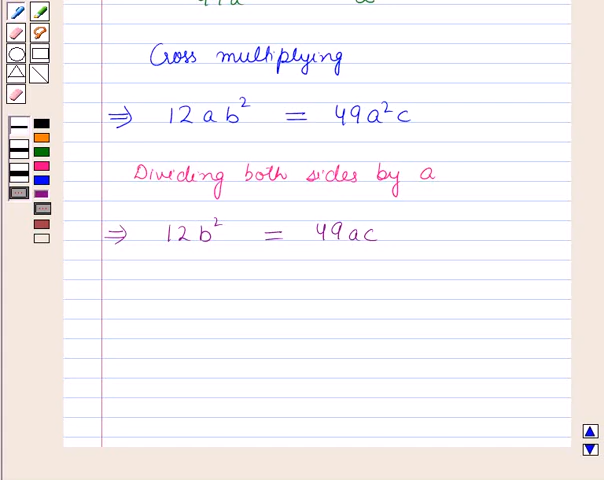 Cross multiplying
⇒ 12ab² = 49a²c
Dividing both sides by a
⇒ 12b² = 49ac